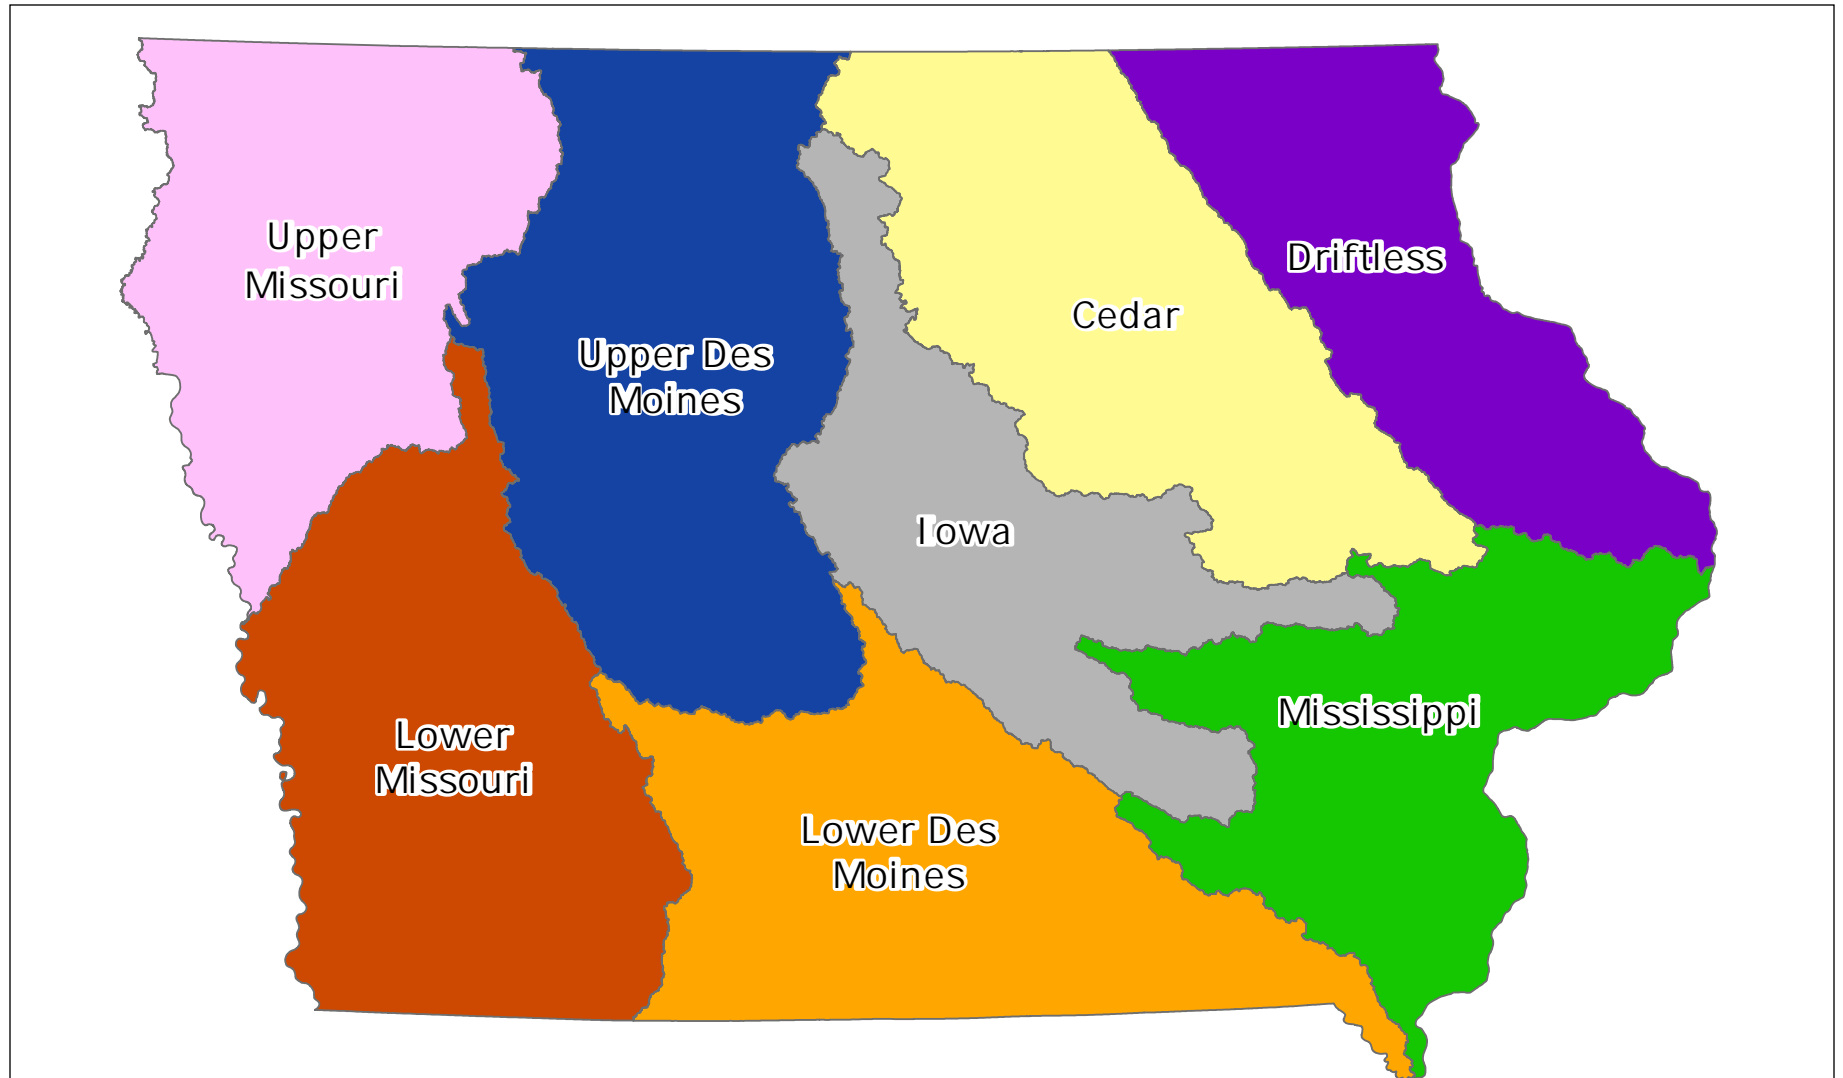 Upper
Missouri
Driftless
Cedar
Upper Des
Moines
Iowa
Mississippi
Lower
Missouri
Lower Des
Moines